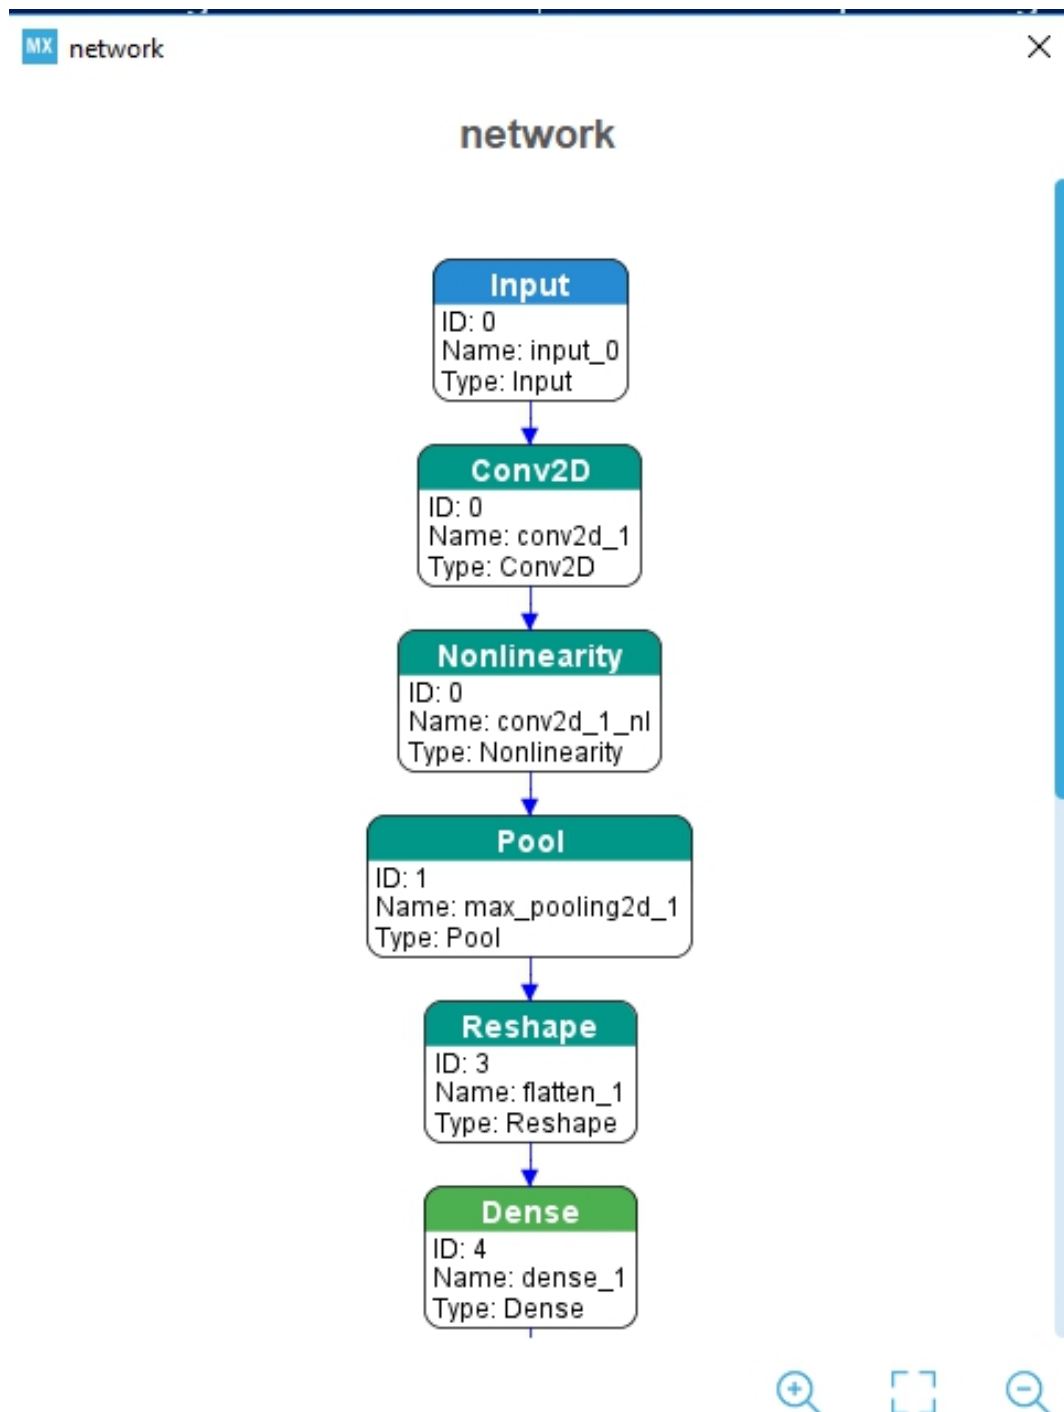 MX network
network
Input
ID: 0
Name: input_0
Type: Input
Conv2D
ID: 0
Name: conv2d_1
Type: Conv2D
Nonlinearity
ID: 0
Name: conv2d_1_nl
Type: Nonlinearity
Pool
ID: 1
Name: max_pooling2d_1
Type: Pool
Reshape
ID: 3
Name: flatten_1
Type: Reshape
Dense
ID: 4
Name: dense_1
Type: Dense